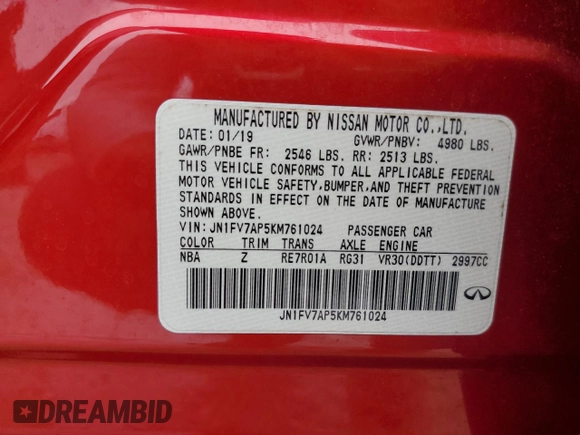 MANUFACTURED BY NISSAN MOTOR CO.,LTD.
DATE: 01/19 GVWR/PNBV: 4980 LBS.
GAWR/PNBE FR: 2546 LBS. RR: 2513 LBS.
THIS VEHICLE CONFORMS TO ALL APPLICABLE FEDERAL
MOTOR VEHICLE SAFETY,BUMPER,AND THEFT PREVENTION
STANDARDS IN EFFECT ON THE DATE OF MANUFACTURE
SHOWN ABOVE.
VIN: JN1FV7AP5KM761024 PASSENGER CAR
COLOR TRIM TRANS AXLE ENGINE
NBA Z RE7R01A RG31 VR30(DDTT) 2997CC
JN1FV7AP5KM761024
DREAMBID